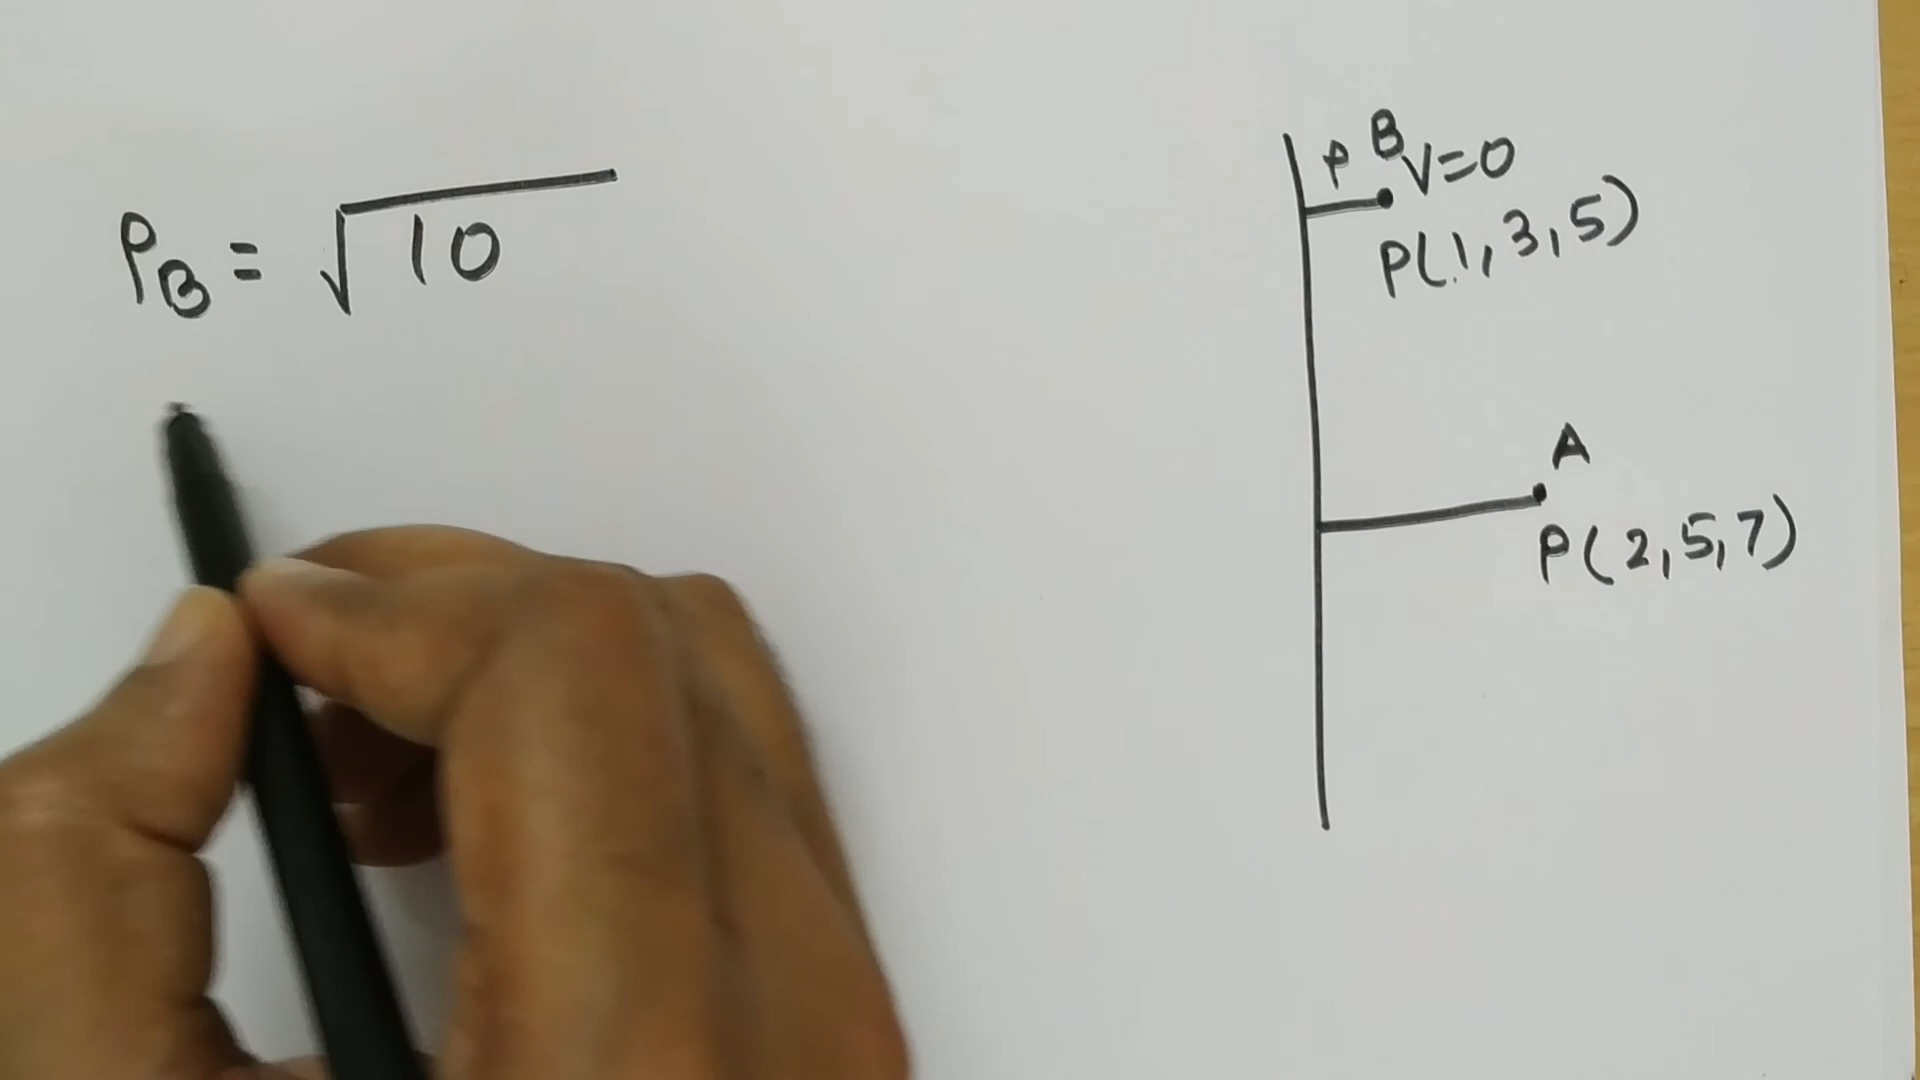 ρB = √10
ρ B V=0
P(1,3,5)
A
P(2,5,7)